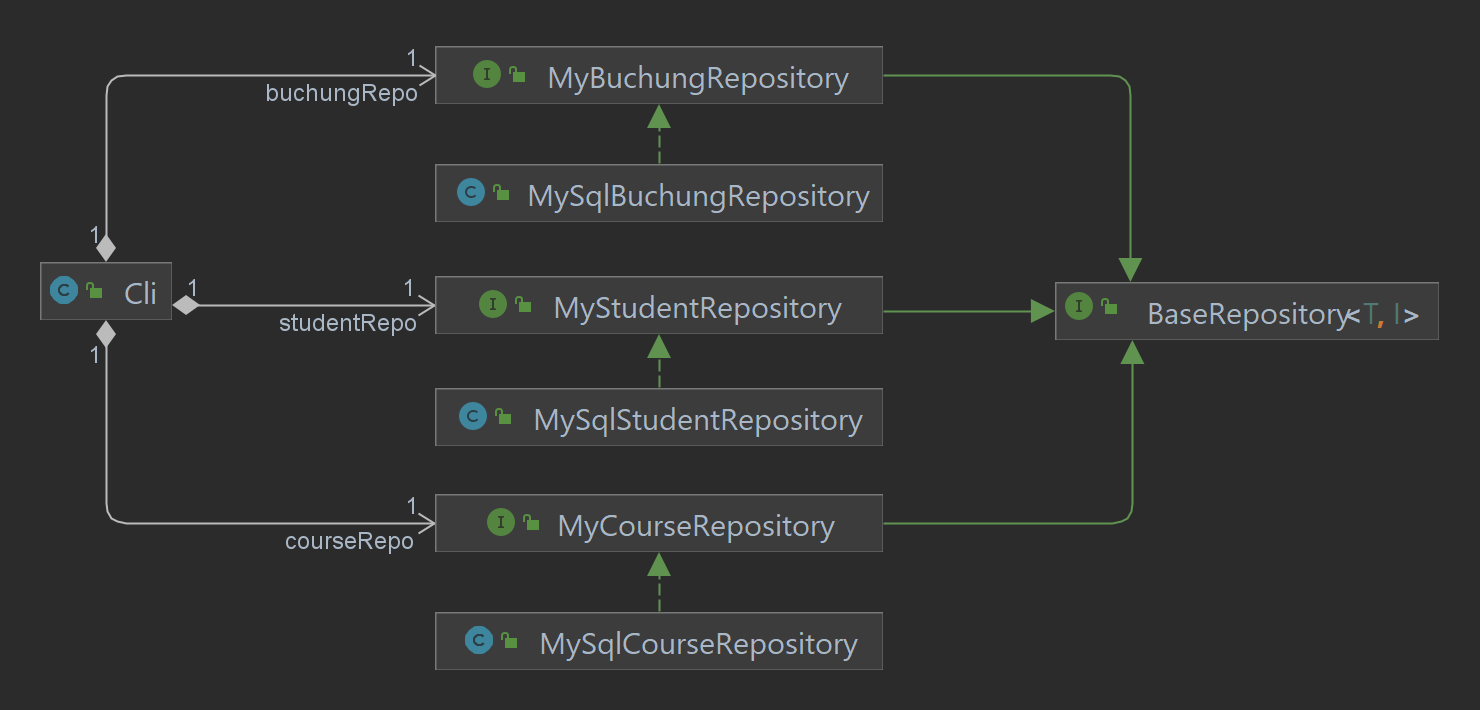 1
buchungRepo
I MyBuchungRepository
C MySqlBuchungRepository
1
C Cli
1
1
studentRepo
I MyStudentRepository
I BaseRepository<T, I>
1
C MySqlStudentRepository
1
courseRepo
I MyCourseRepository
C MySqlCourseRepository